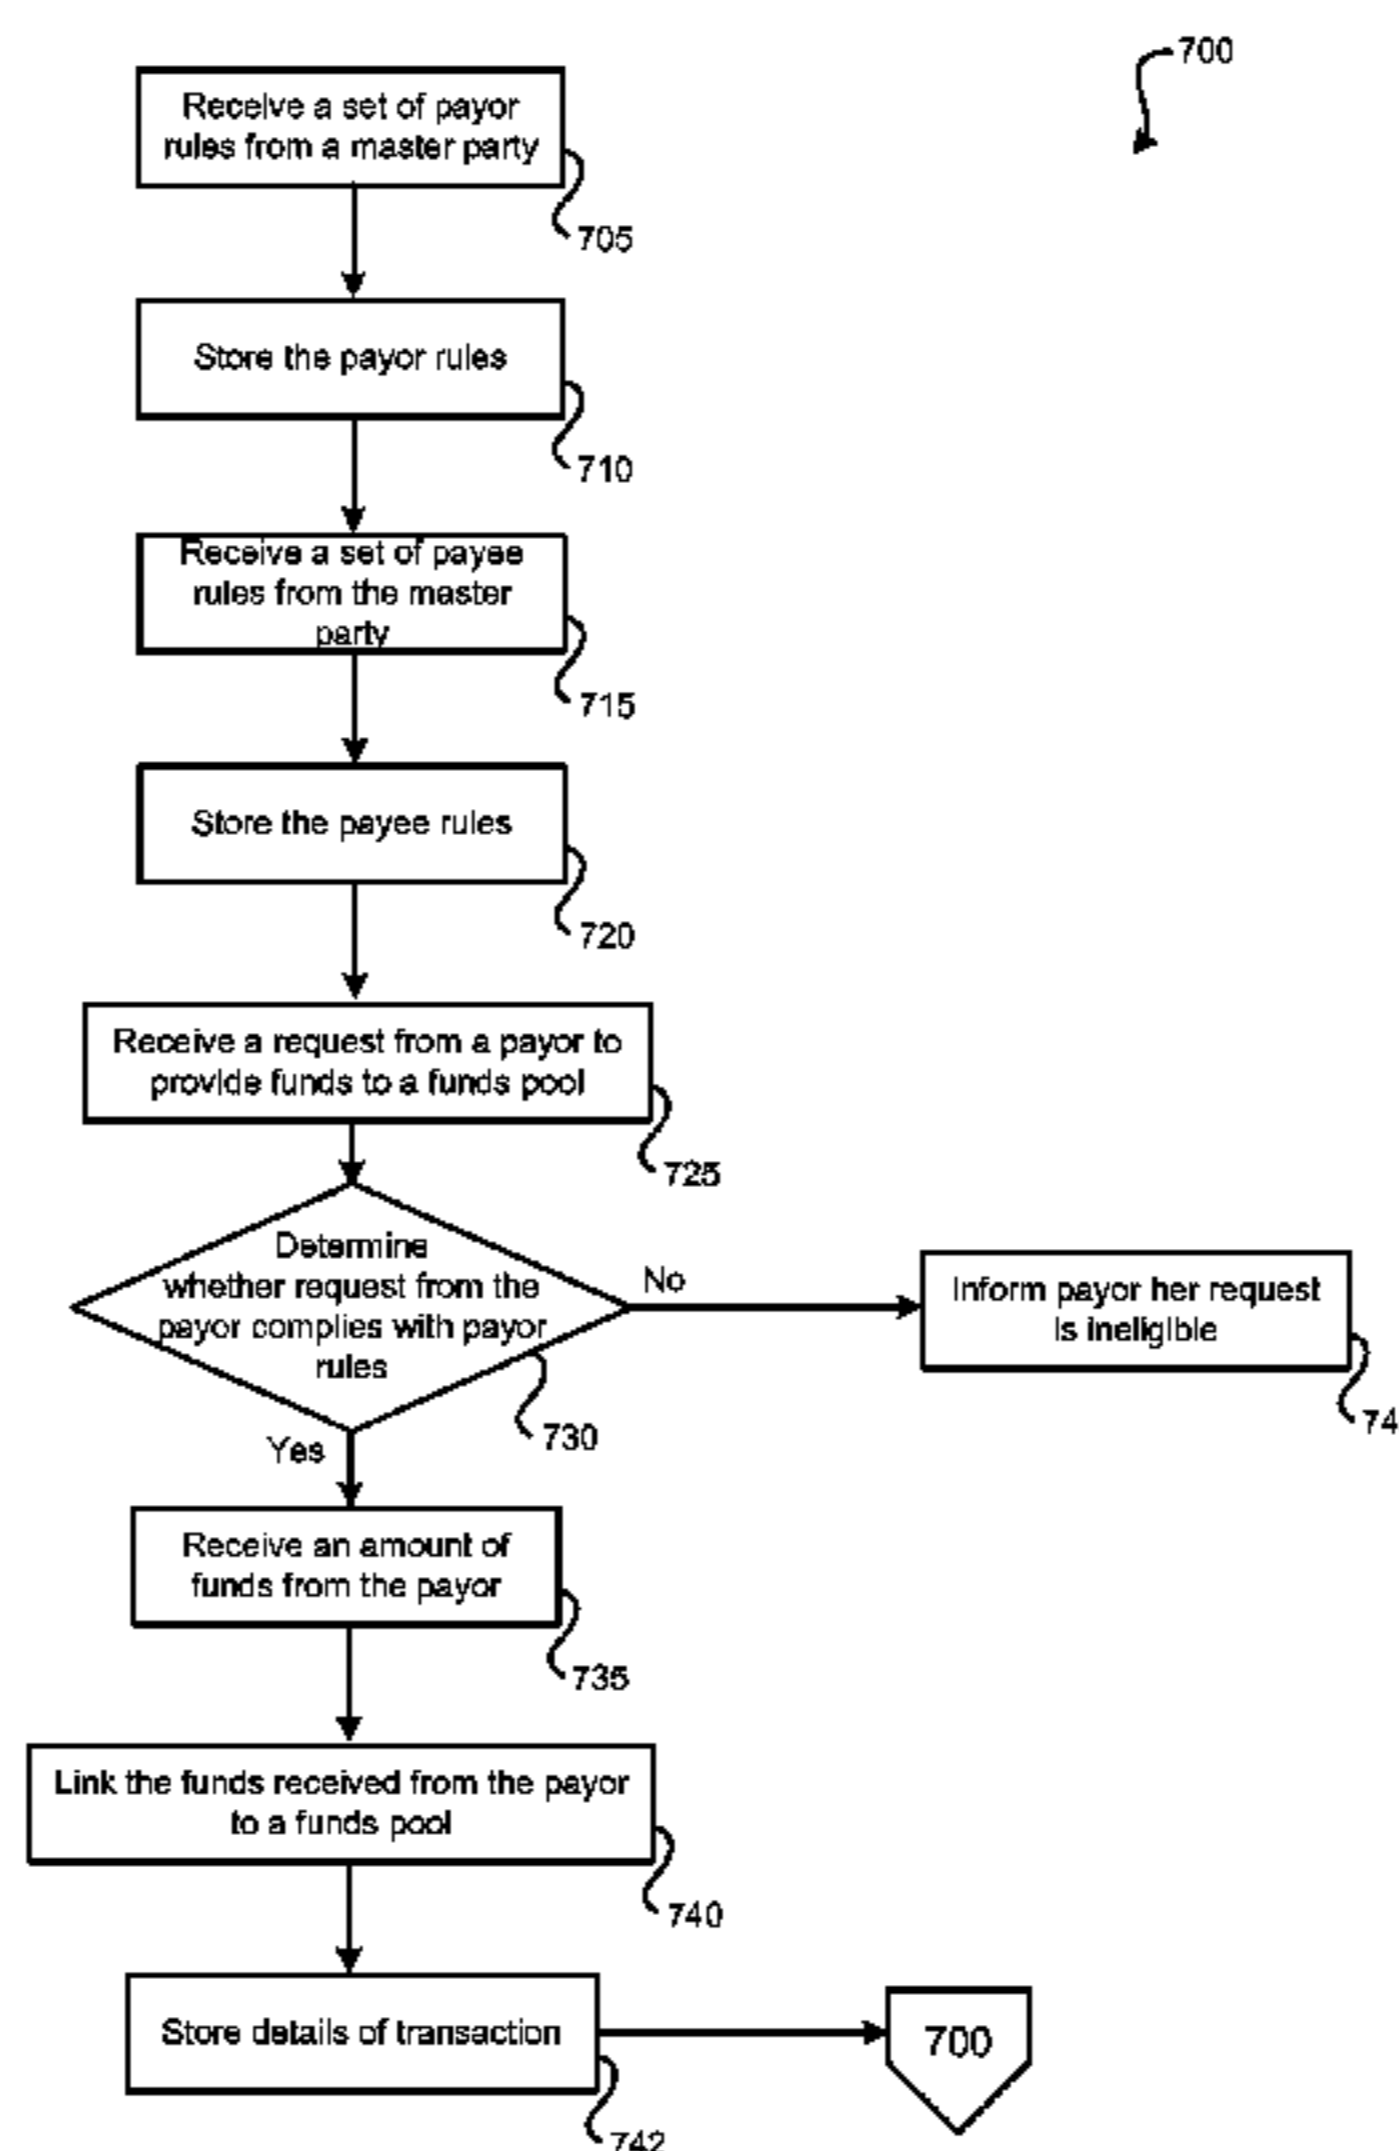 700
Receive a set of payor
rules from a master party
705
Store the payor rules
710
Receive a set of payee
rules from the master
party
715
Store the payee rules
720
Receive a request from a payor to
provide funds to a funds pool
725
Determine
whether request from the
payor complies with payor
rules
No
Inform payor her request
is ineligible
74
730
Yes
Receive an amount of
funds from the payor
735
Link the funds received from the payor
to a funds pool
740
Store details of transaction
700
742